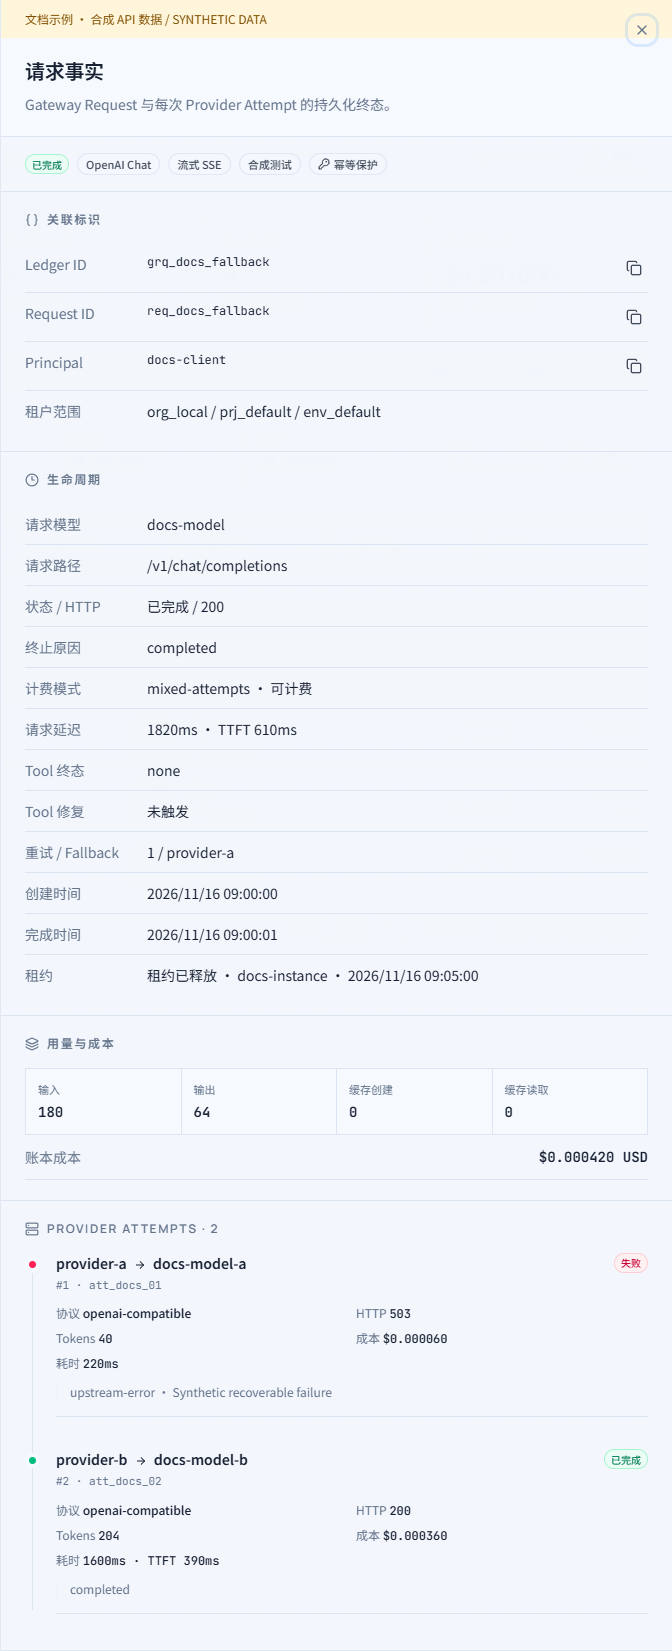 文档示例 · 合成 API 数据 / SYNTHETIC DATA
请求事实
Gateway Request 与每次 Provider Attempt 的持久化终态。
已完成 OpenAI Chat 流式 SSE 合成测试 幂等保护
{} 关联标识
Ledger ID grq_docs_fallback
Request ID req_docs_fallback
Principal docs-client
租户范围 org_local / prj_default / env_default
生命周期
请求模型 docs-model
请求路径 /v1/chat/completions
状态 / HTTP 已完成 / 200
终止原因 completed
计费模式 mixed-attempts · 可计费
请求延迟 1820ms · TTFT 610ms
Tool 终态 none
Tool 修复 未触发
重试 / Fallback 1 / provider-a
创建时间 2026/11/16 09:00:00
完成时间 2026/11/16 09:00:01
租约 租约已释放 · docs-instance · 2026/11/16 09:05:00
用量与成本
输入 输出 缓存创建 缓存读取
180 64 0 0
账本成本 $0.000420 USD
PROVIDER ATTEMPTS · 2
provider-a → docs-model-a 失败
#1 · att_docs_01
协议 openai-compatible HTTP 503
Tokens 40 成本 $0.000060
耗时 220ms
upstream-error · Synthetic recoverable failure
provider-b → docs-model-b 已完成
#2 · att_docs_02
协议 openai-compatible HTTP 200
Tokens 204 成本 $0.000360
耗时 1600ms · TTFT 390ms
completed